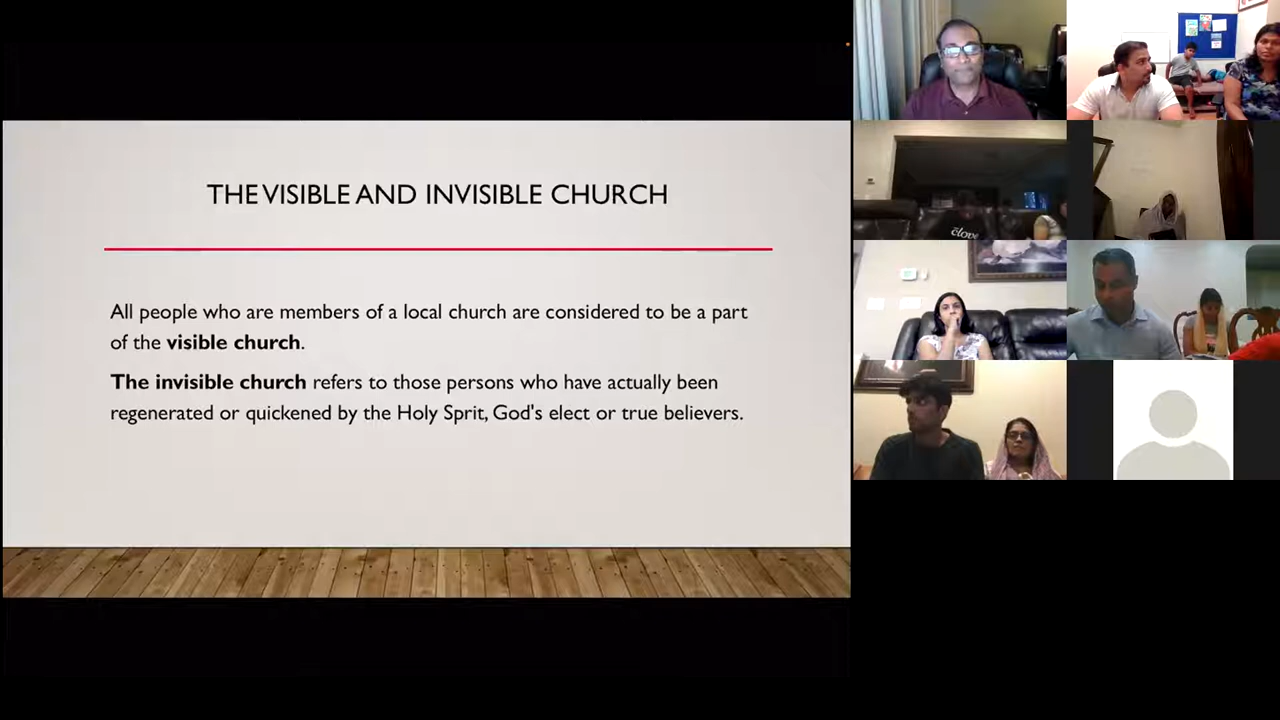 THE VISIBLE AND INVISIBLE CHURCH
All people who are members of a local church are considered to be a part
of the visible church.
The invisible church refers to those persons who have actually been
regenerated or quickened by the Holy Sprit, God's elect or true believers.
clove